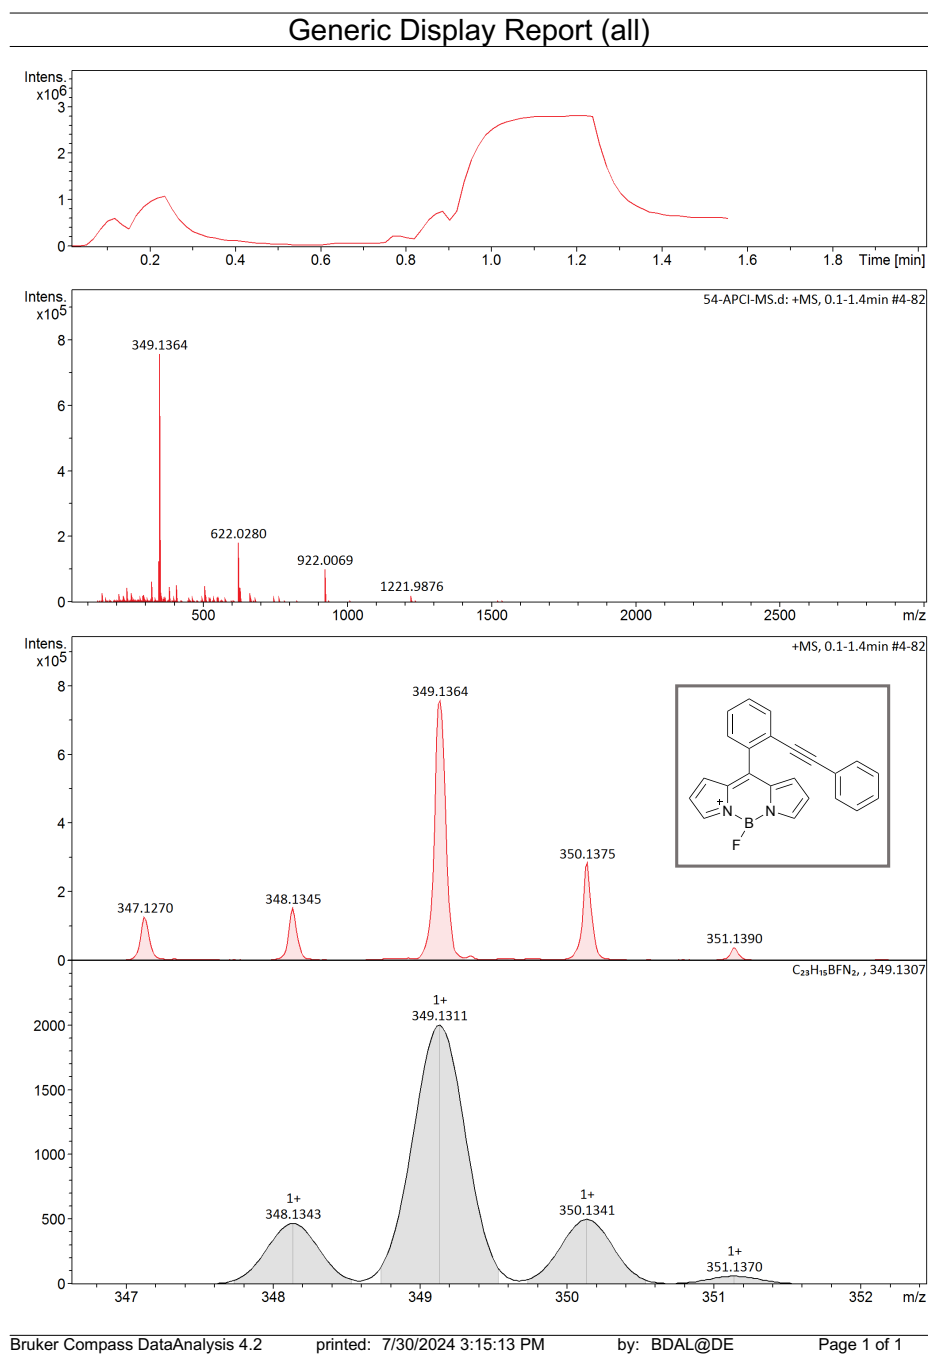 Generic Display Report (all)
Intens.
x10⁶
3
2
1
0
0.2 0.4 0.6 0.8 1.0 1.2 1.4 1.6 1.8 Time [min]
Intens.
x10⁵
54-APCI-MS.d: +MS, 0.1-1.4min #4-82
8
349.1364
6
4
2
622.0280
922.0069
1221.9876
0
500 1000 1500 2000 2500 m/z
Intens.
x10⁵
+MS, 0.1-1.4min #4-82
8
349.1364
6
4
2
0
347.1270
348.1345
350.1375
351.1390
+
N
B
N
F
C₂₃H₁₅BFN₂, , 349.1307
1+
349.1311
2000
1500
1000
500
0
1+
348.1343
1+
350.1341
1+
351.1370
347 348 349 350 351 352 m/z
Bruker Compass DataAnalysis 4.2 printed: 7/30/2024 3:15:13 PM by: BDAL@DE Page 1 of 1